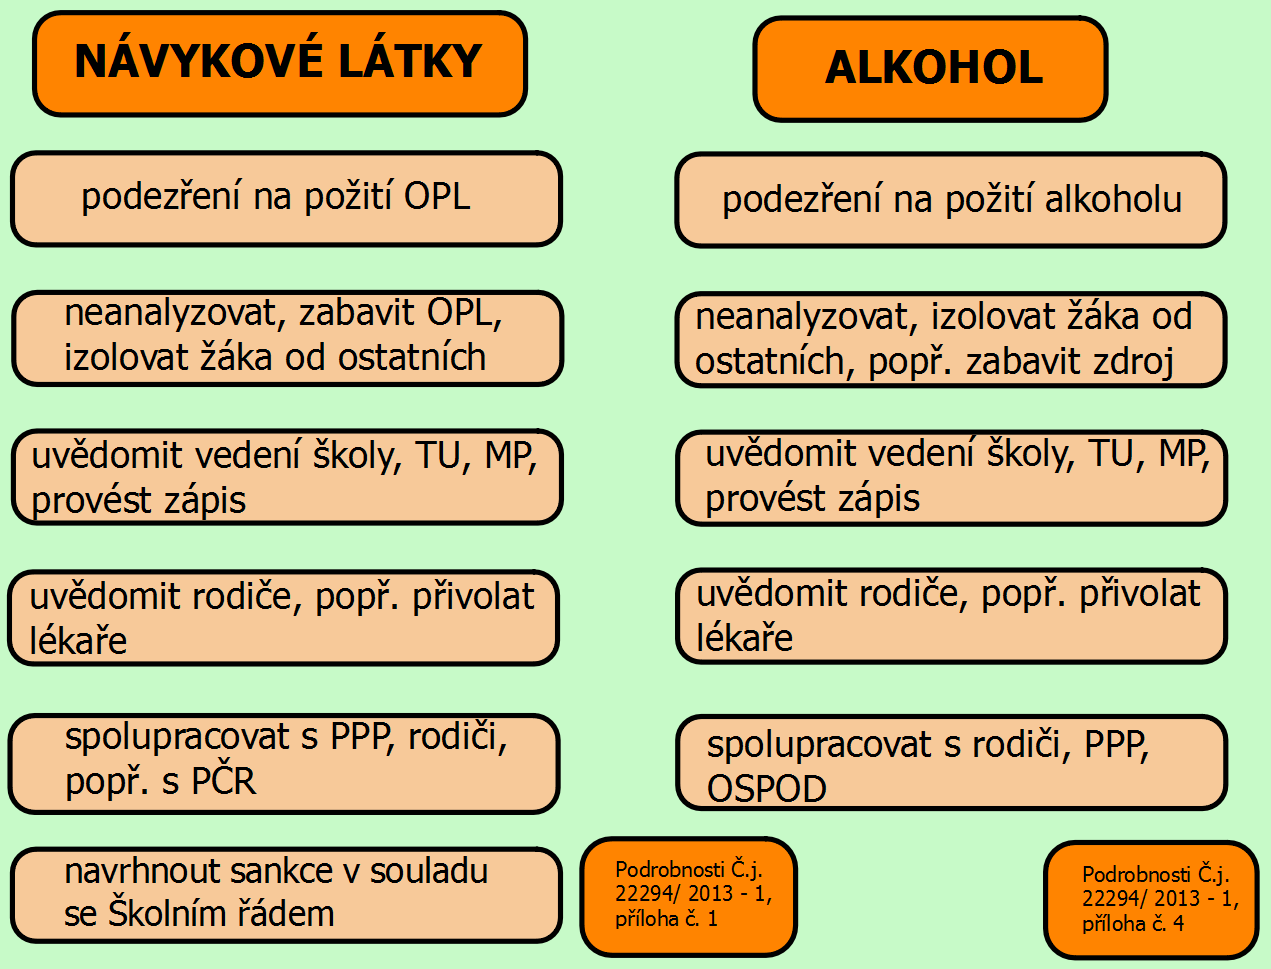 NÁVYKOVÉ LÁTKY
podezření na požití OPL
neanalyzovat, zabavit OPL,
izolovat žáka od ostatních
uvědomit vedení školy, TU, MP,
provést zápis
uvědomit rodiče, popř. přivolat
lékaře
spolupracovat s PPP, rodiči,
popř. s PČR
navrhnout sankce v souladu
se Školním řádem
Podrobnosti Č.j.
22294/ 2013 - 1,
příloha č. 1
ALKOHOL
podezření na požití alkoholu
neanalyzovat, izolovat žáka od
ostatních, popř. zabavit zdroj
uvědomit vedení školy, TU, MP,
provést zápis
uvědomit rodiče, popř. přivolat
lékaře
spolupracovat s rodiči, PPP,
OSPOD
Podrobnosti Č.j.
22294/ 2013 - 1,
příloha č. 4